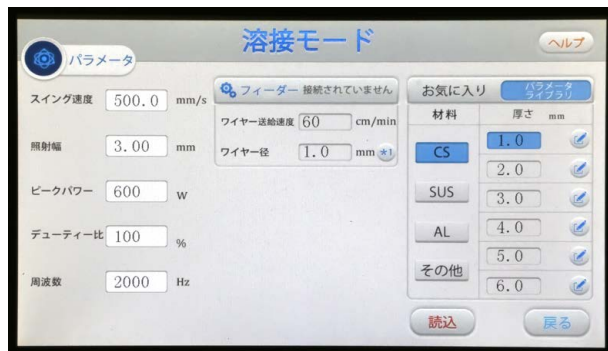 溶接モード
ヘルプ
パラメータ
スイング速度 500.0 mm/s
照射幅 3.00 mm
ピークパワー 600 W
デューティー比 100 %
周波数 2000 Hz
フィーダー 接続されていません
ワイヤー送給速度 60 cm/min
ワイヤー径 1.0 mm *1
お気に入り パラメータ
ライブラリ
材料 厚さ mm
CS 1.0
2.0
SUS 3.0
AL 4.0
5.0
その他 6.0
読込 戻る